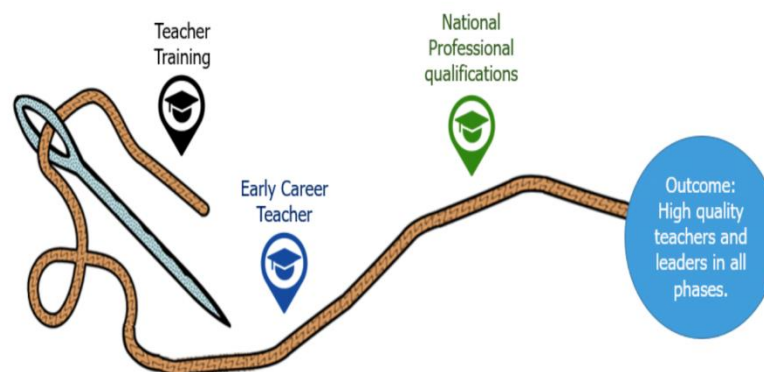 Teacher
Training
National
Professional
qualifications
Early Career
Teacher
Outcome:
High quality
teachers and
leaders in all
phases.